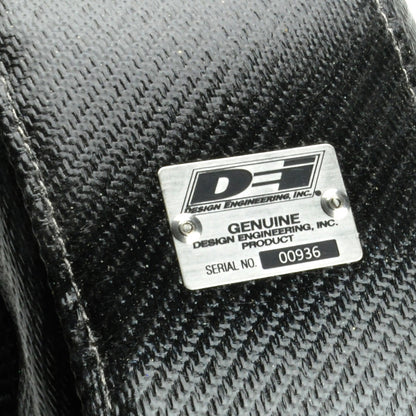 DEi
DESIGN ENGINEERING, INC.
GENUINE
DESIGN ENGINEERING, INC.
PRODUCT
SERIAL NO. 00936